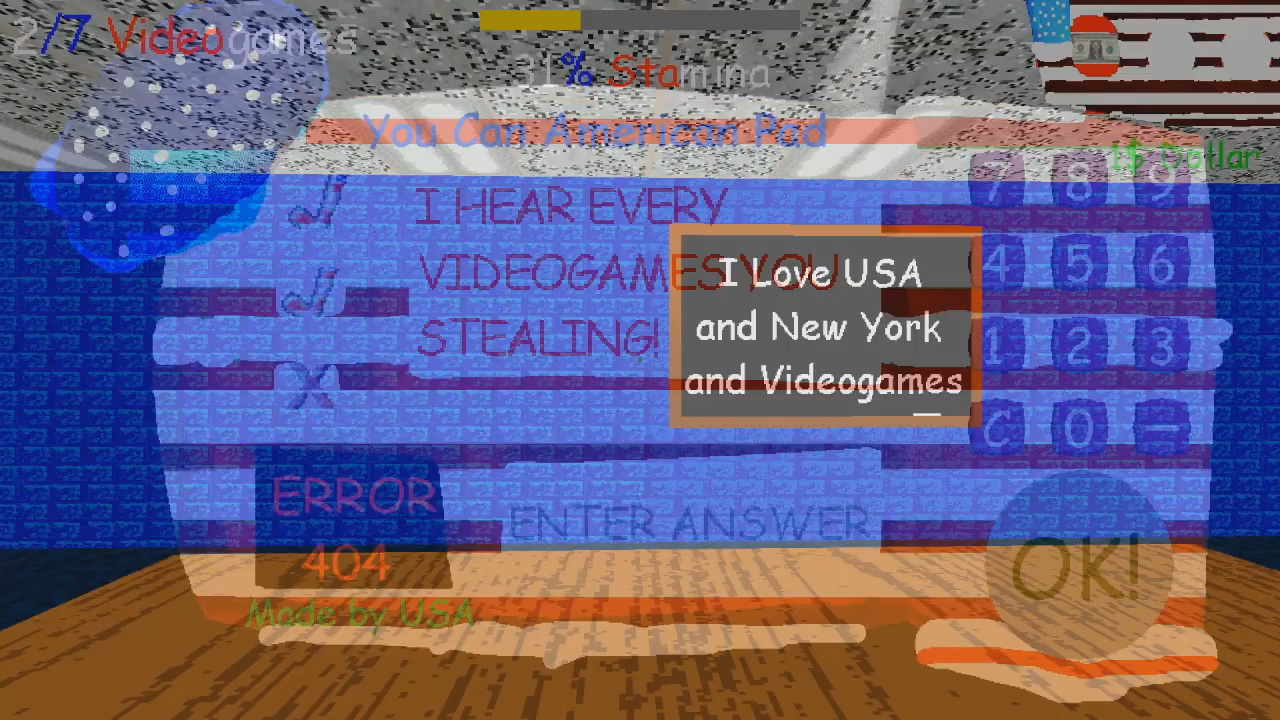 2/7 Videogames
31% Stamina
You Can American Pad
1$ Dollar
I HEAR EVERY
VIDEOGAMES YOU
STEALING!
I Love USA
and New York
and Videogames
7 8 9
4 5 6
1 2 3
C 0 -
ERROR
404
ENTER ANSWER
OK!
Made by USA